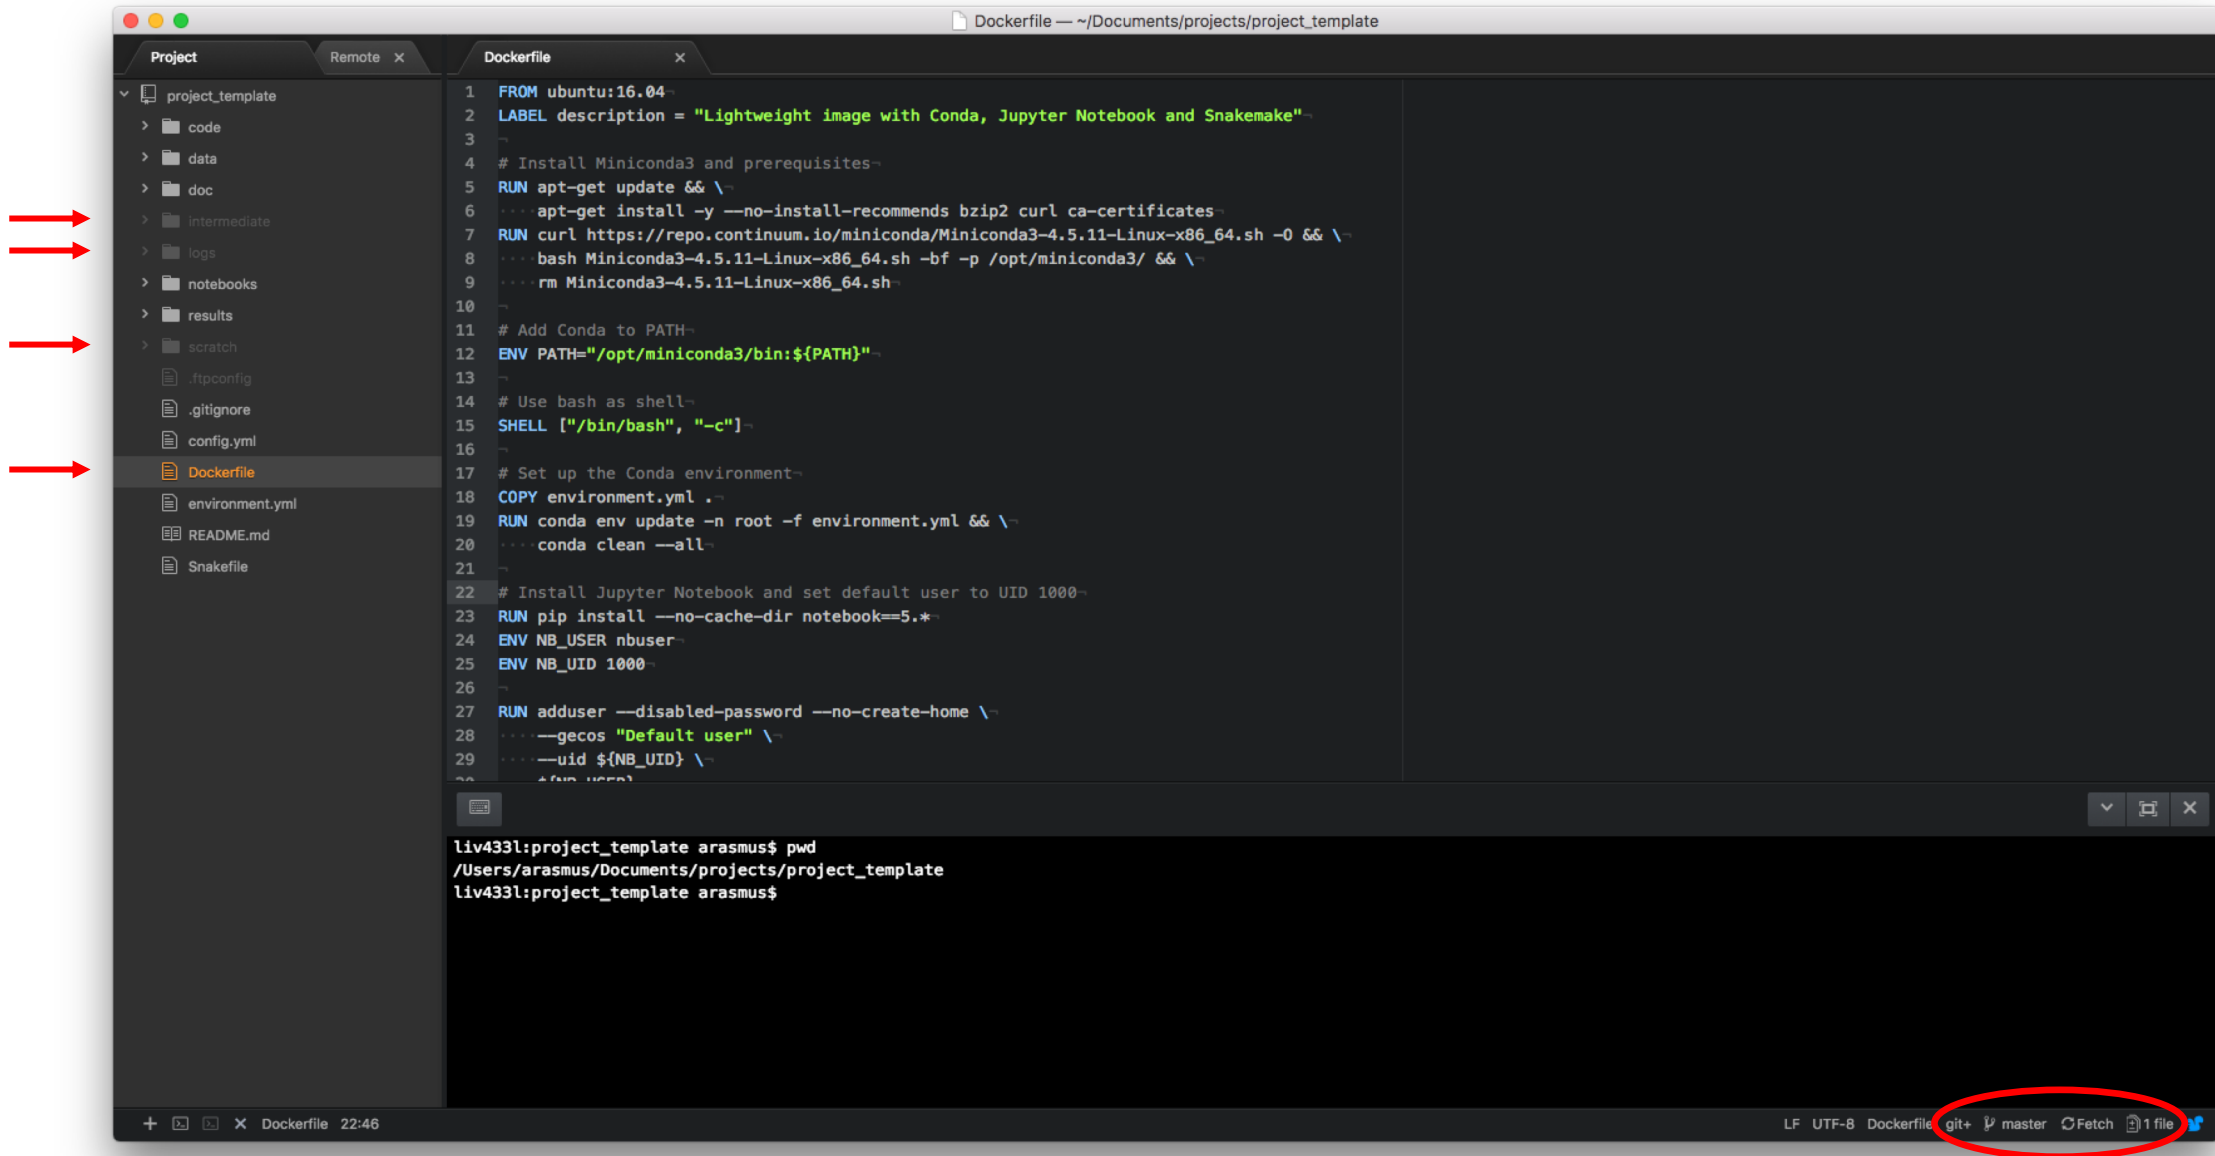 Dockerfile — ~/Documents/projects/project_template
Project
Remote
Dockerfile
project_template
code
data
doc
intermediate
logs
notebooks
results
scratch
.ftpconfig
.gitignore
config.yml
Dockerfile
environment.yml
README.md
Snakefile
1 FROM ubuntu:16.04¬
2 LABEL description = "Lightweight image with Conda, Jupyter Notebook and Snakemake"¬
3 ¬
4 # Install Miniconda3 and prerequisites¬
5 RUN apt-get update && \¬
6 ····apt-get install -y --no-install-recommends bzip2 curl ca-certificates¬
7 RUN curl https://repo.continuum.io/miniconda/Miniconda3-4.5.11-Linux-x86_64.sh -O && \¬
8 ····bash Miniconda3-4.5.11-Linux-x86_64.sh -bf -p /opt/miniconda3/ && \¬
9 ····rm Miniconda3-4.5.11-Linux-x86_64.sh¬
10 ¬
11 # Add Conda to PATH¬
12 ENV PATH="/opt/miniconda3/bin:${PATH}"¬
13 ¬
14 # Use bash as shell¬
15 SHELL ["/bin/bash", "-c"]¬
16 ¬
17 # Set up the Conda environment¬
18 COPY environment.yml .¬
19 RUN conda env update -n root -f environment.yml && \¬
20 ····conda clean --all¬
21 ¬
22 # Install Jupyter Notebook and set default user to UID 1000¬
23 RUN pip install --no-cache-dir notebook==5.*¬
24 ENV NB_USER nbuser¬
25 ENV NB_UID 1000¬
26 ¬
27 RUN adduser --disabled-password --no-create-home \¬
28 ····--gecos "Default user" \¬
29 ····--uid ${NB_UID} \¬
30 ${NB_USER}
liv433l:project_template arasmus$ pwd
/Users/arasmus/Documents/projects/project_template
liv433l:project_template arasmus$
Dockerfile 22:46
LF UTF-8 Dockerfile git+ master Fetch 1 file